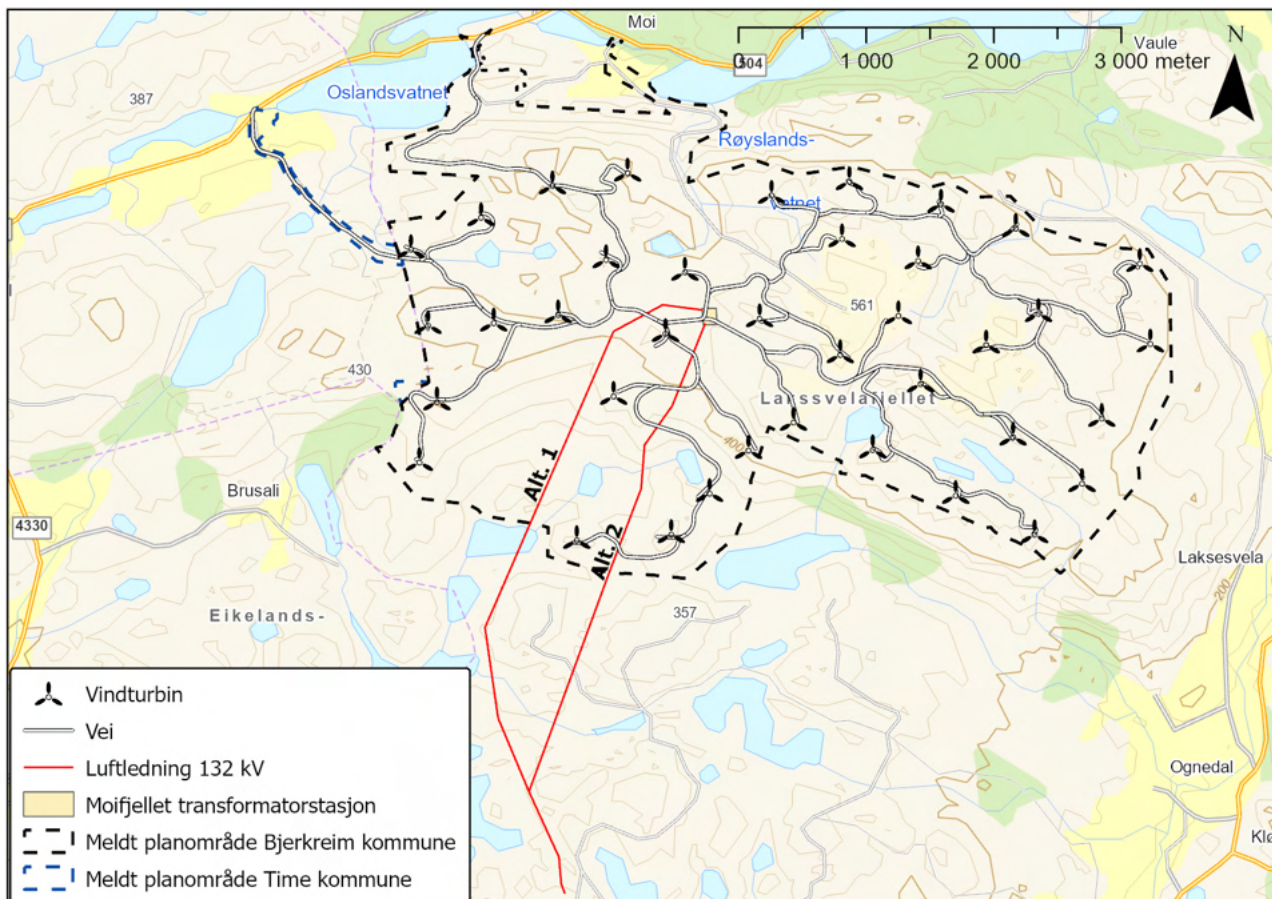 Moi
Vaule
N
504
0
1 000
2 000
3 000 meter
387
Oslandsvatnet
Røyslands-
vatnet
561
430
Larssvelafjellet
400
Alt. 1
Brusali
4330
Alt. 2
Laksesvela
200
357
Eikelands-
Ognedal
Klø
Vindturbin
Vei
Luftledning 132 kV
Moifjellet transformatorstasjon
Meldt planområde Bjerkreim kommune
Meldt planområde Time kommune